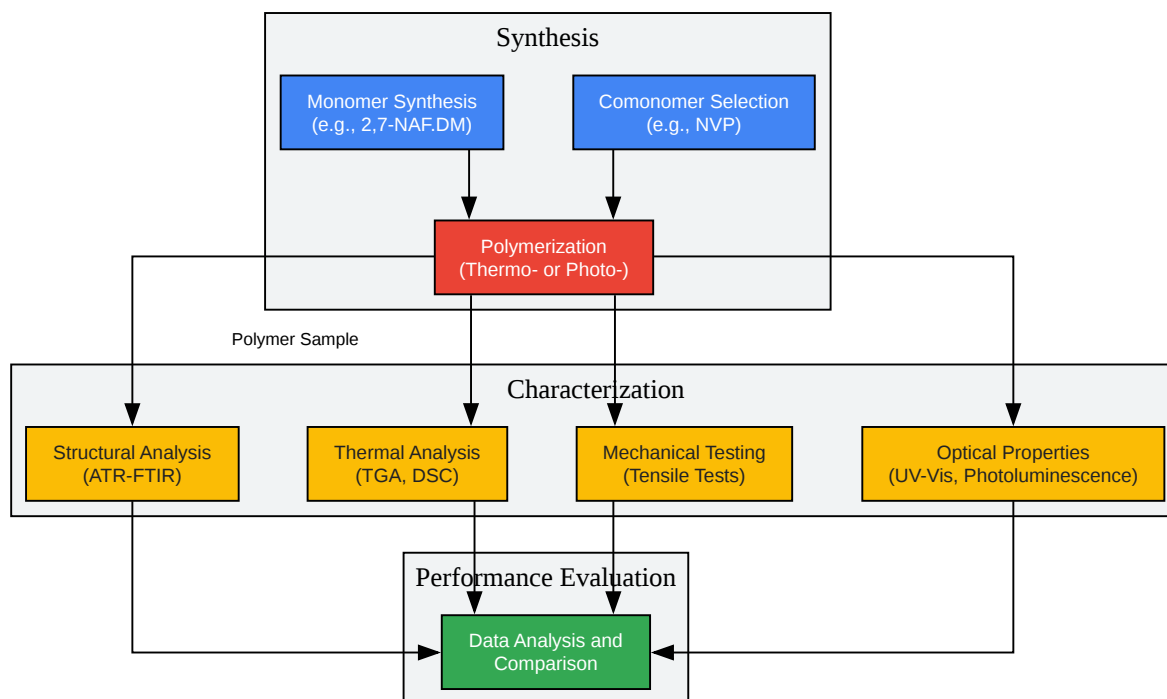 Synthesis
Monomer Synthesis
(e.g., 2,7-NAF.DM)
Comonomer Selection
(e.g., NVP)
Polymerization
(Thermo- or Photo-)
Polymer Sample
Characterization
Structural Analysis
(ATR-FTIR)
Thermal Analysis
(TGA, DSC)
Mechanical Testing
(Tensile Tests)
Optical Properties
(UV-Vis, Photoluminescence)
Performance Evaluation
Data Analysis and
Comparison